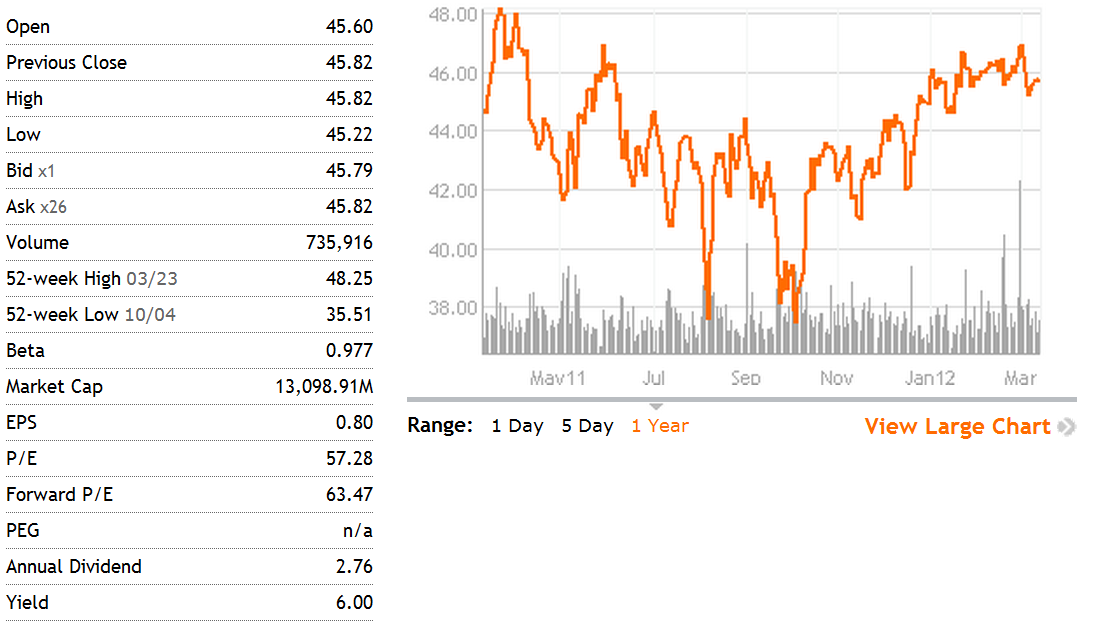 Open 45.60
Previous Close 45.82
High 45.82
Low 45.22
Bid x1 45.79
Ask x26 45.82
Volume 735,916
52-week High 03/23 48.25
52-week Low 10/04 35.51
Beta 0.977
Market Cap 13,098.91M
EPS 0.80
P/E 57.28
Forward P/E 63.47
PEG n/a
Annual Dividend 2.76
Yield 6.00
48.00
46.00
44.00
42.00
40.00
38.00
May11 Jul Sep Nov Jan12 Mar
Range: 1 Day 5 Day 1 Year View Large Chart